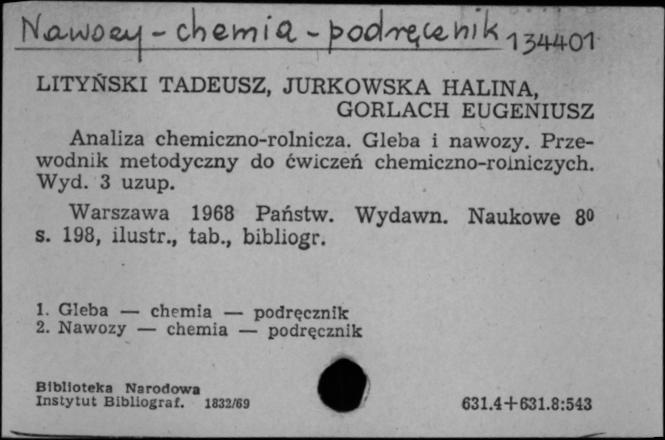 Nawozy - chemia - podręcznik 134401
LITYŃSKI TADEUSZ, JURKOWSKA HALINA,
GORLACH EUGENIUSZ
Analiza chemiczno-rolnicza. Gleba i nawozy. Prze-
wodnik metodyczny do ćwiczeń chemiczno-rolniczych.
Wyd. 3 uzup.
Warszawa 1968 Państw. Wydawn. Naukowe 8⁰
s. 198, ilustr., tab., bibliogr.
1. Gleba — chemia — podręcznik
2. Nawozy — chemia — podręcznik
Biblioteka Narodowa
Instytut Bibliograf. 1832/69
631.4+631.8:543